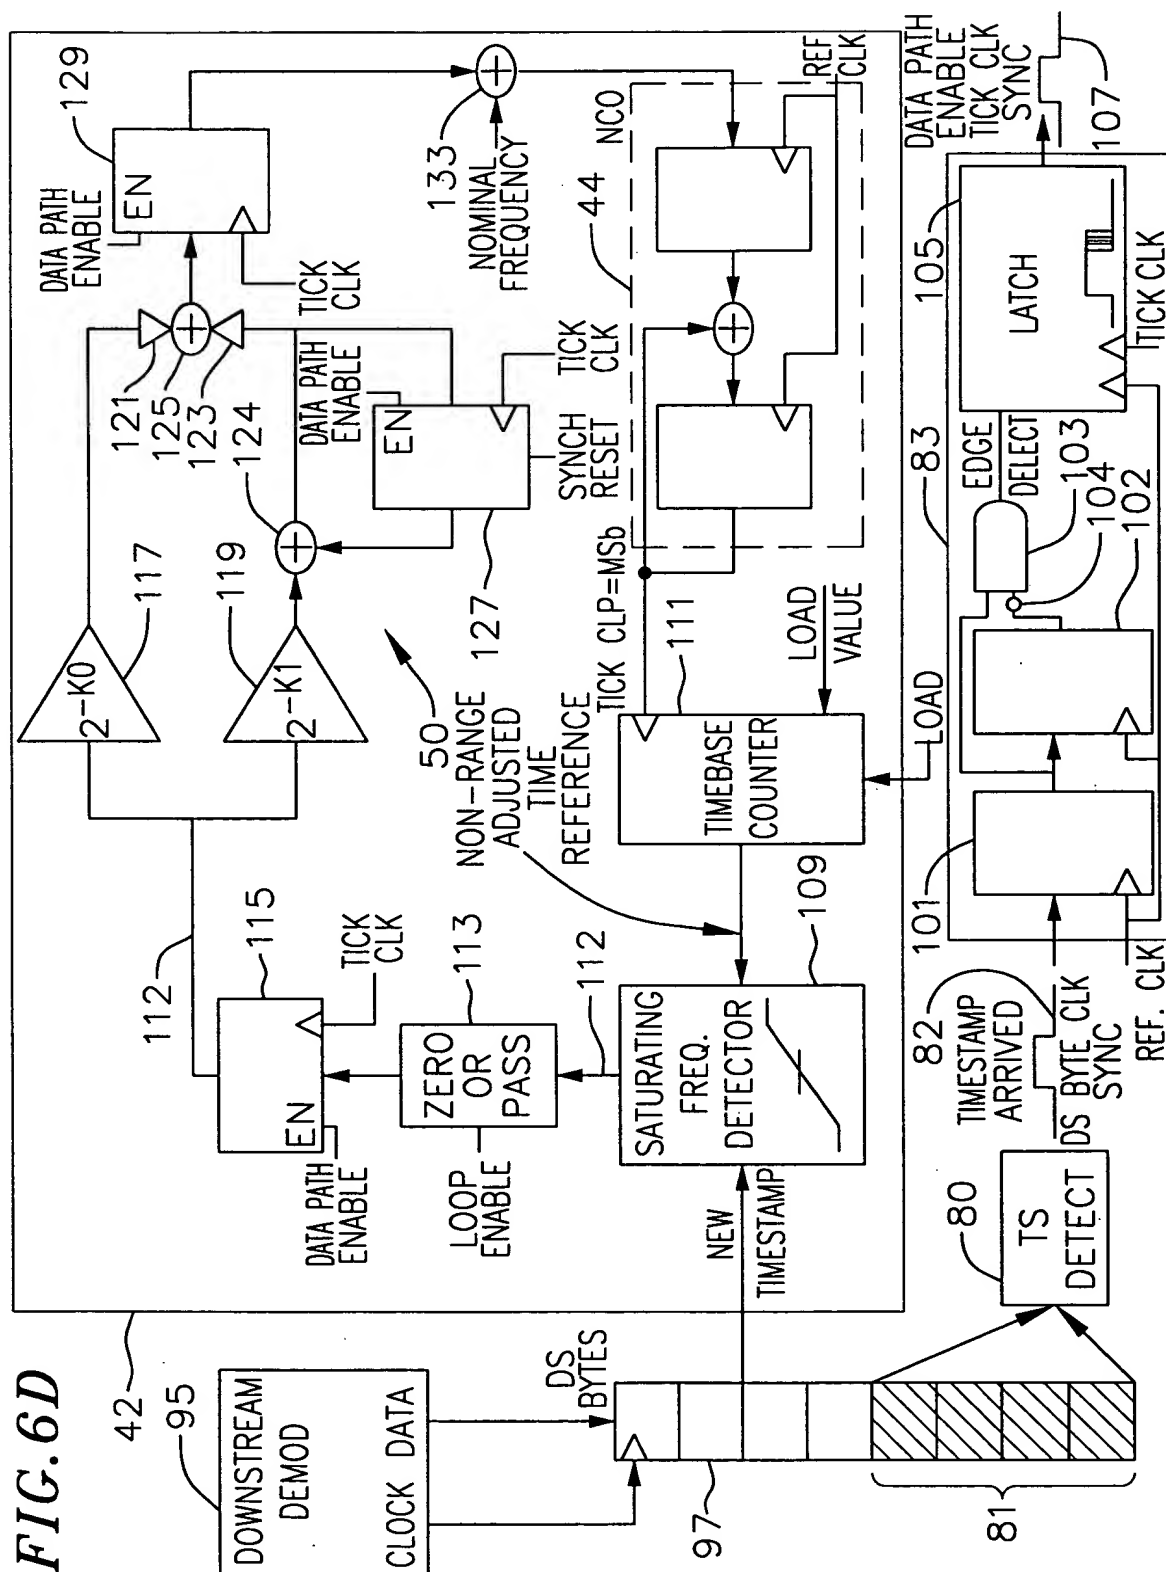 FIG.6D
95
DOWNSTREAM
DEMOD
CLOCK DATA
42
DS
BYTES
97
81
TS
DETECT
80
NEW
TIMESTAMP
SATURATING
FREQ.
DETECTOR
109
112
ZERO
OR
PASS
113
LOOP
ENABLE
EN
115
DATA PATH
ENABLE
TICK
CLK
112
2-K0
117
2-K1
119
50
NON-RANGE
ADJUSTED
TIME
REFERENCE
TIMEBASE
COUNTER
111
TICK CLP=MSb
LOAD
VALUE
LOAD
121
125
123
124
DATA PATH
ENABLE
EN
127
TICK
CLK
SYNCH
RESET
DATA PATH
ENABLE
EN
129
TICK
CLK
133
NOMINAL
FREQUENCY
44
NCO
REF
CLK
TIMESTAMP
ARRIVED
82
DS BYTE CLK
SYNC
REF. CLK
101
83
102
104
103
EDGE
DELECT
LATCH
105
TICK CLK
DATA PATH
ENABLE
TICK CLK
SYNC
107